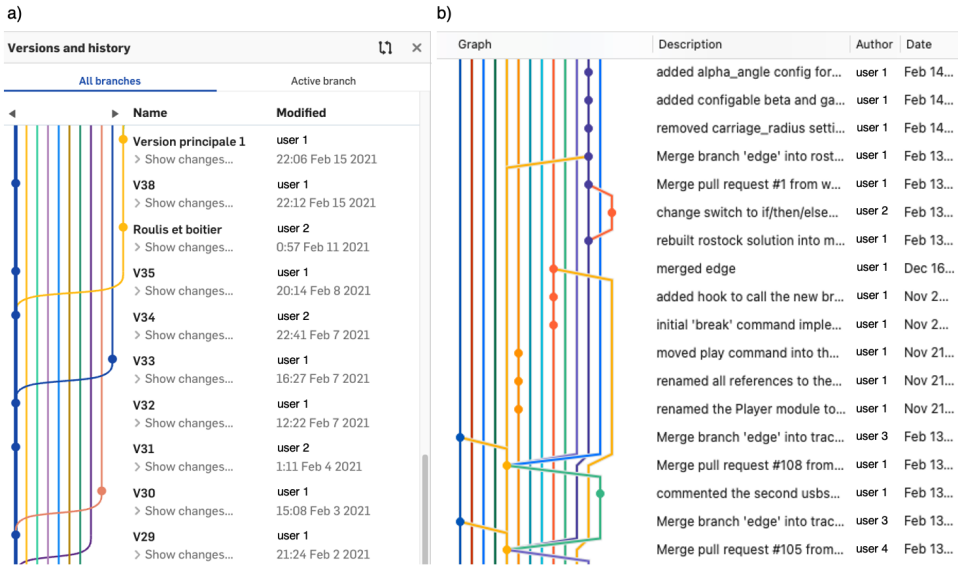 a)
Versions and history
All branches
Active branch
Name Modified
Version principale 1 user 1
Show changes... 22:06 Feb 15 2021
V38 user 1
Show changes... 22:12 Feb 15 2021
Roulis et boitier user 2
Show changes... 0:57 Feb 11 2021
V35 user 1
Show changes... 20:14 Feb 8 2021
V34 user 2
Show changes... 22:41 Feb 7 2021
V33 user 1
Show changes... 16:27 Feb 7 2021
V32 user 1
Show changes... 12:22 Feb 7 2021
V31 user 2
Show changes... 1:11 Feb 4 2021
V30 user 1
Show changes... 15:08 Feb 3 2021
V29 user 1
Show changes... 21:24 Feb 2 2021
b)
Graph Description Author Date
added alpha_angle config for... user 1 Feb 14...
added configable beta and ga... user 1 Feb 14...
removed carriage_radius setti... user 1 Feb 14...
Merge branch 'edge' into rost... user 1 Feb 13...
Merge pull request #1 from w... user 1 Feb 13...
change switch to if/then/else... user 2 Feb 13...
rebuilt rostock solution into m... user 1 Feb 13...
merged edge user 1 Dec 16...
added hook to call the new br... user 1 Nov 2...
initial 'break' command imple... user 1 Nov 2...
moved play command into th... user 1 Nov 21...
renamed all references to the... user 1 Nov 21...
renamed the Player module to... user 1 Nov 21...
Merge branch 'edge' into trac... user 3 Feb 13...
Merge pull request #108 from... user 1 Feb 13...
commented the second usbs... user 1 Feb 13...
Merge branch 'edge' into trac... user 3 Feb 13...
Merge pull request #105 from... user 4 Feb 13...